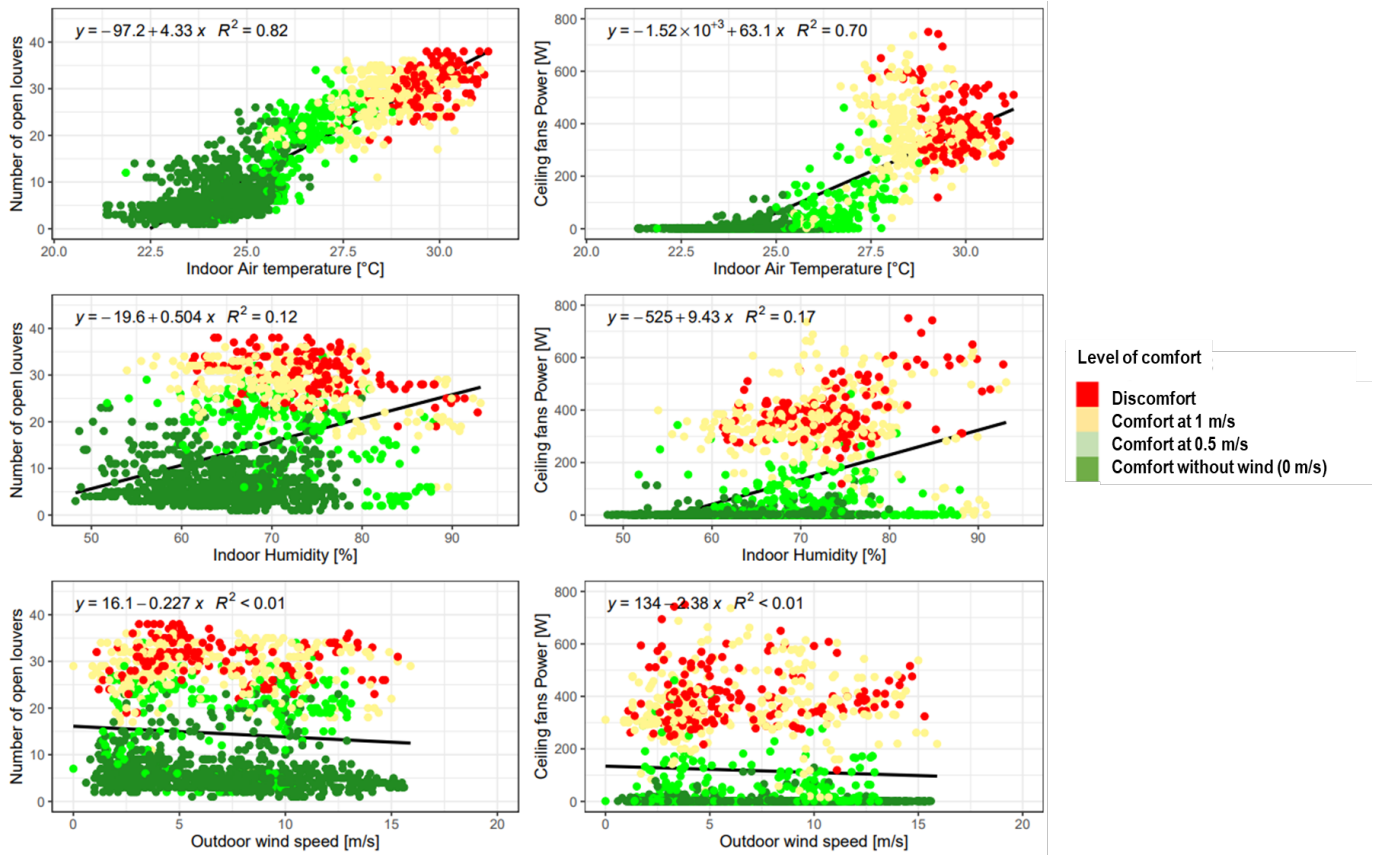 y = −97.2 + 4.33 x   R² = 0.82
Number of open louvers
40
30
20
10
0
20.0 22.5 25.0 27.5 30.0
Indoor Air temperature [°C]
y = −1.52 × 10⁺³ + 63.1 x   R² = 0.70
Ceiling fans Power [W]
800
600
400
200
0
20.0 22.5 25.0 27.5 30.0
Indoor Air Temperature [°C]
y = −19.6 + 0.504 x   R² = 0.12
Number of open louvers
40
30
20
10
0
50 60 70 80 90
Indoor Humidity [%]
y = −525 + 9.43 x   R² = 0.17
Ceiling fans Power [W]
800
600
400
200
0
50 60 70 80 90
Indoor Humidity [%]
Level of comfort
Discomfort
Comfort at 1 m/s
Comfort at 0.5 m/s
Comfort without wind (0 m/s)
y = 16.1 − 0.227 x   R² < 0.01
Number of open louvers
40
30
20
10
0
0 5 10 15 20
Outdoor wind speed [m/s]
y = 134 − 2.38 x   R² < 0.01
Ceiling fans Power [W]
800
600
400
200
0
0 5 10 15 20
Outdoor wind speed [m/s]